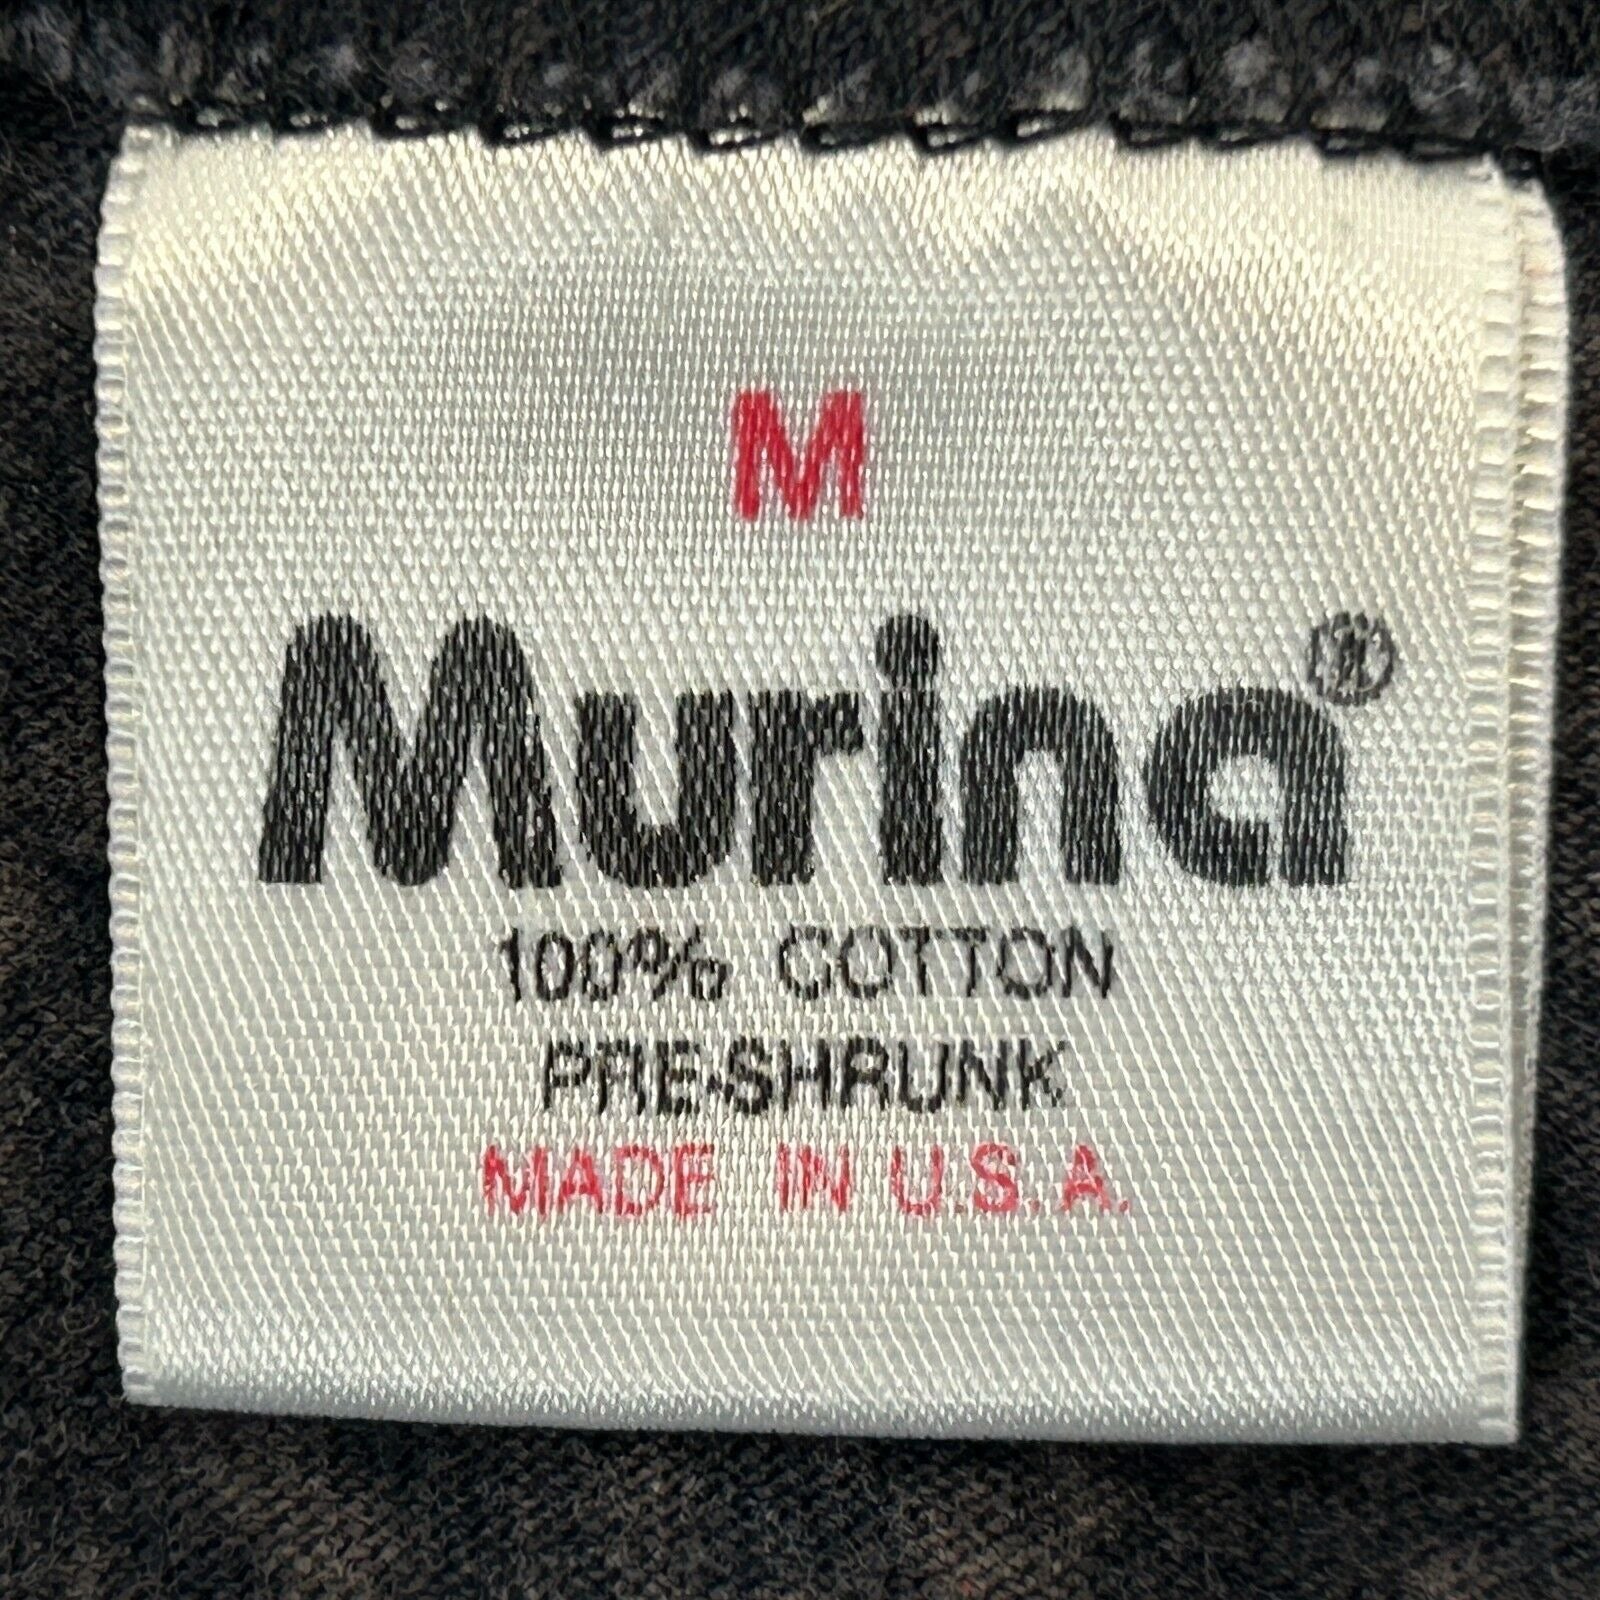 M
Murina®
100% COTTON
PRE-SHRUNK
MADE IN U.S.A.